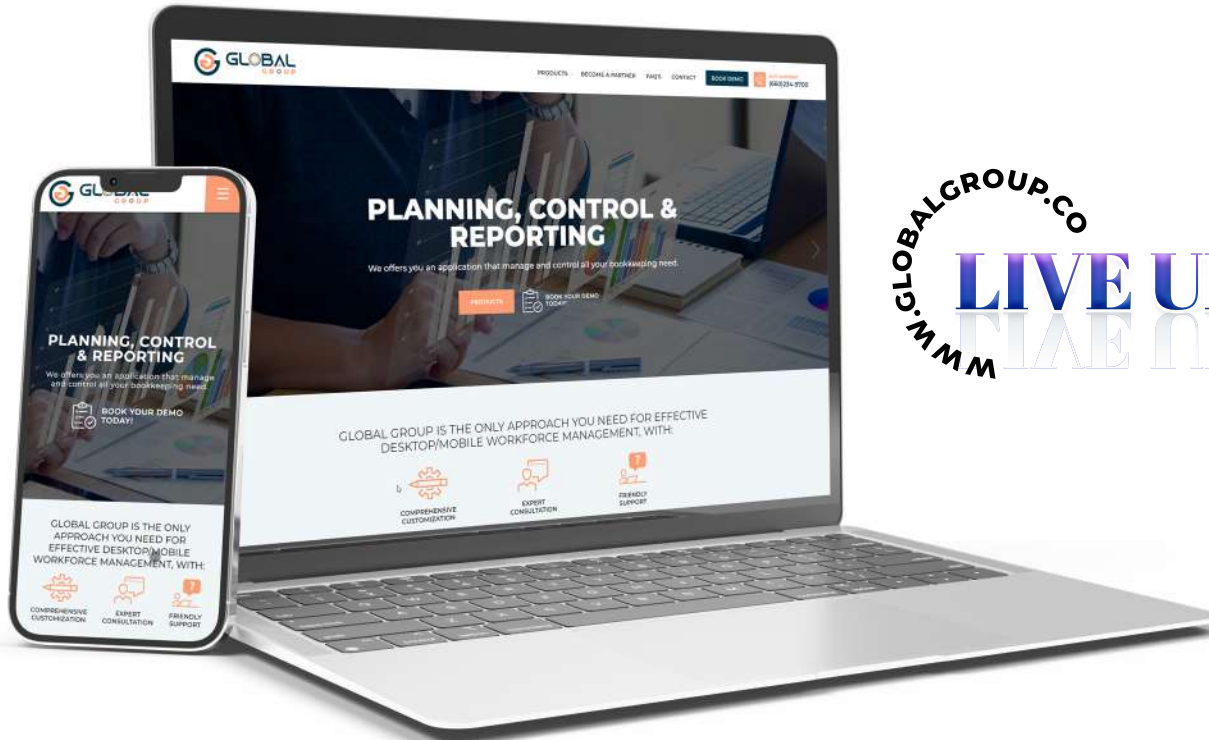 GLOBAL
GROUP
PRODUCTS
BECOME A PARTNER
FAQ'S
CONTACT
BOOK DEMO
PLANNING, CONTROL &
REPORTING
We offers you an application that manage and control all your bookkeeping need.
PRODUCTS
BOOK YOUR DEMO
TODAY!
GLOBAL GROUP IS THE ONLY APPROACH YOU NEED FOR EFFECTIVE
DESKTOP/MOBILE WORKFORCE MANAGEMENT, WITH:
COMPREHENSIVE
CUSTOMIZATION
EXPERT
CONSULTATION
FRIENDLY
SUPPORT
GLOBAL
GROUP
PLANNING, CONTROL
& REPORTING
We offers you an application that manage
and control all your bookkeeping need.
BOOK YOUR DEMO
TODAY!
GLOBAL GROUP IS THE ONLY
APPROACH YOU NEED FOR
EFFECTIVE DESKTOP/MOBILE
WORKFORCE MANAGEMENT, WITH:
COMPREHENSIVE
CUSTOMIZATION
EXPERT
CONSULTATION
FRIENDLY
SUPPORT
WWW.GLOBALGROUP.CO
LIVE